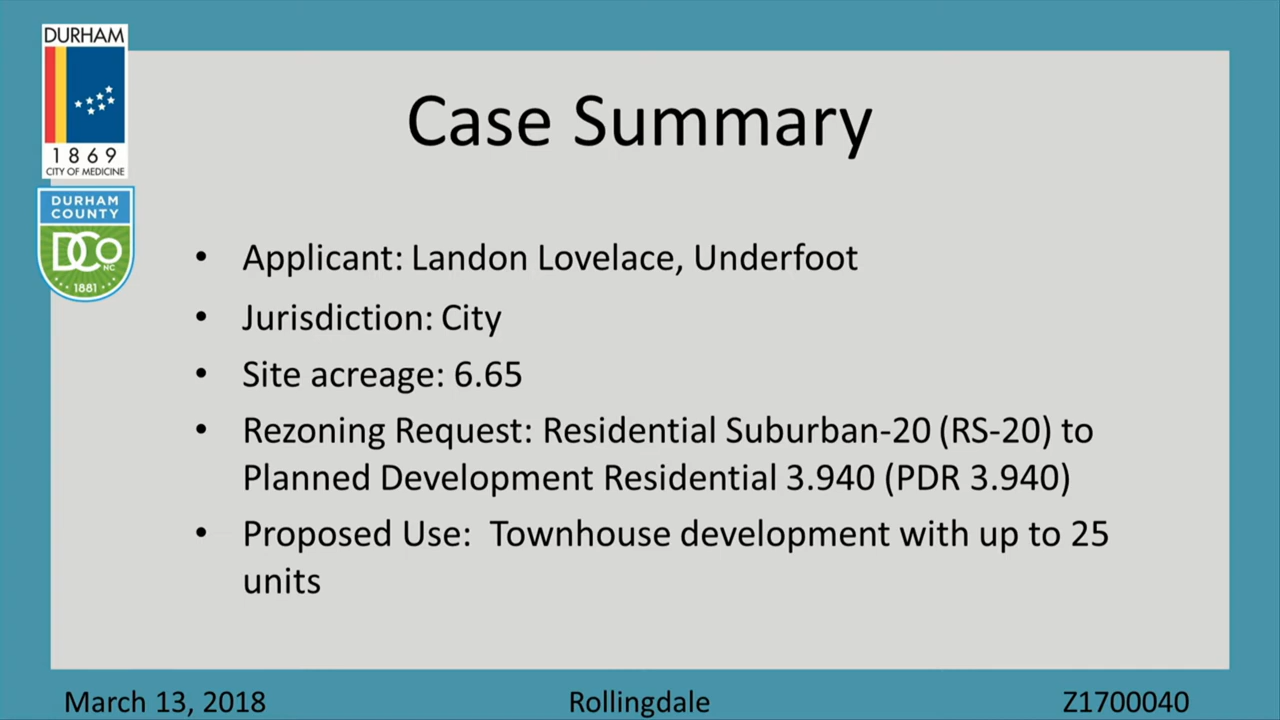 DURHAM
1869
CITY OF MEDICINE
DURHAM
COUNTY
DCo
NC
1881
Case Summary
• Applicant: Landon Lovelace, Underfoot
• Jurisdiction: City
• Site acreage: 6.65
• Rezoning Request: Residential Suburban-20 (RS-20) to
Planned Development Residential 3.940 (PDR 3.940)
• Proposed Use:  Townhouse development with up to 25
units
March 13, 2018
Rollingdale
Z1700040